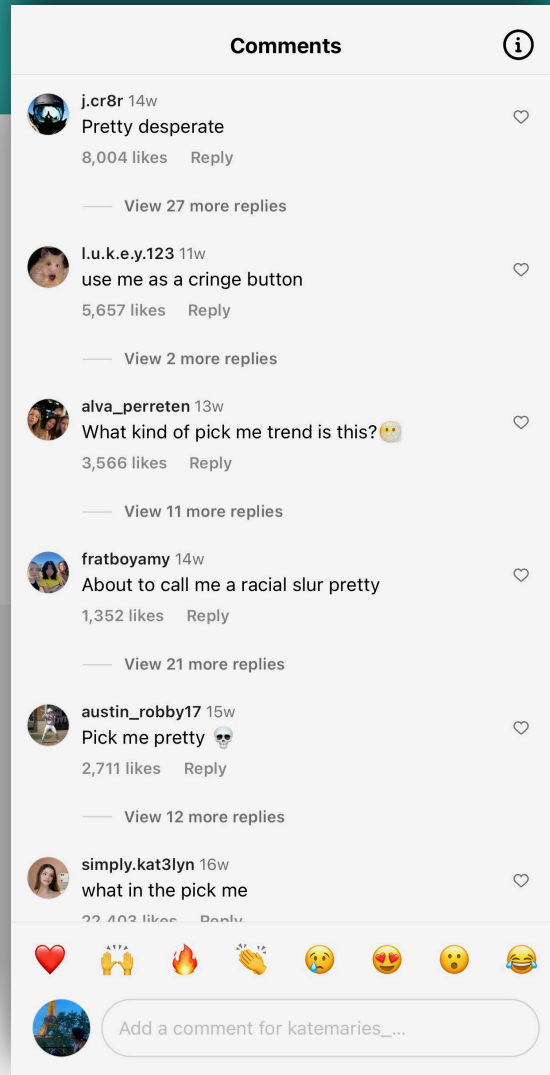 Comments
j.cr8r 14w
Pretty desperate
8,004 likes Reply
View 27 more replies
l.u.k.e.y.123 11w
use me as a cringe button
5,657 likes Reply
View 2 more replies
alva_perreten 13w
What kind of pick me trend is this?😬
3,566 likes Reply
View 11 more replies
fratboyamy 14w
About to call me a racial slur pretty
1,352 likes Reply
View 21 more replies
austin_robby17 15w
Pick me pretty 💀
2,711 likes Reply
View 12 more replies
simply.kat3lyn 16w
what in the pick me
22,403 likes Reply
Add a comment for katemaries_...